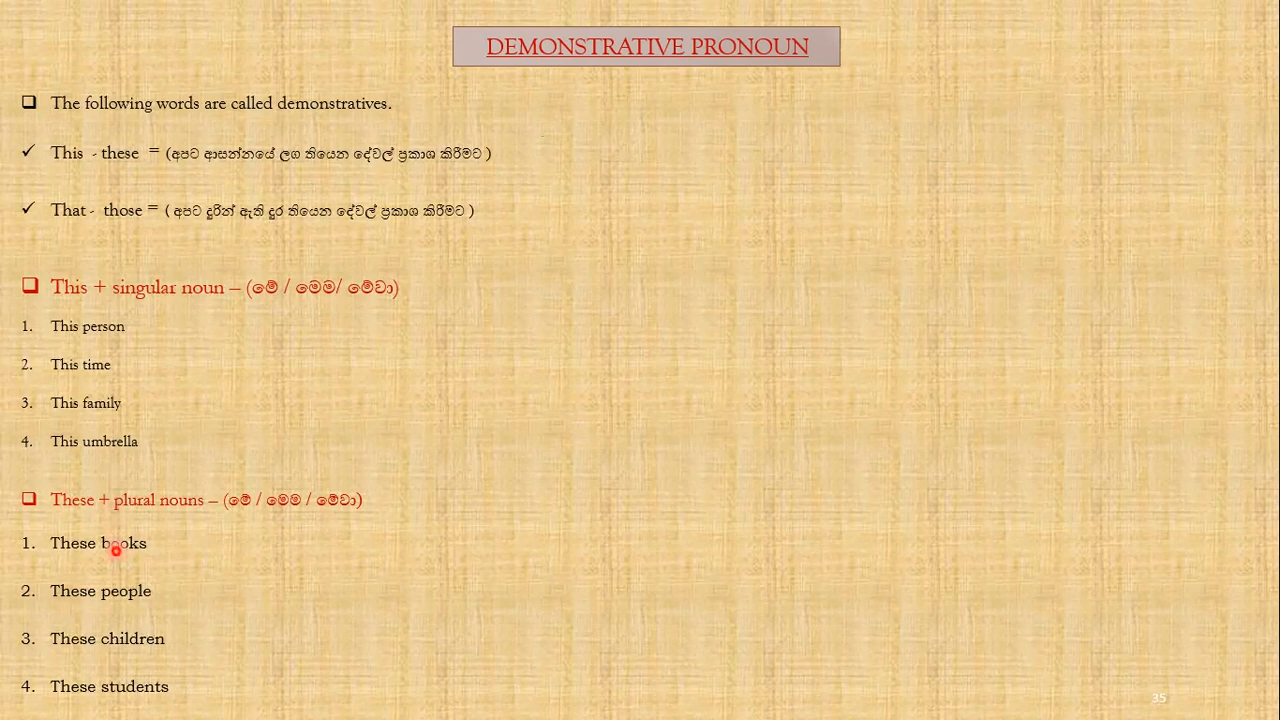 DEMONSTRATIVE PRONOUN
❑ The following words are called demonstratives.
✓ This - these = (අපට ආසන්නයේ ලග තියෙන දේවල් ප්‍රකාශ කිරීමට )
✓ That - those = ( අපට දුරින් ඇති දුර තියෙන දේවල් ප්‍රකාශ කිරීමට )
❑ This + singular noun – (මේ / මෙම/ මේවා)
1. This person
2. This time
3. This family
4. This umbrella
❑ These + plural nouns – (මේ / මෙම / මේවා)
1. These books
2. These people
3. These children
4. These students
35